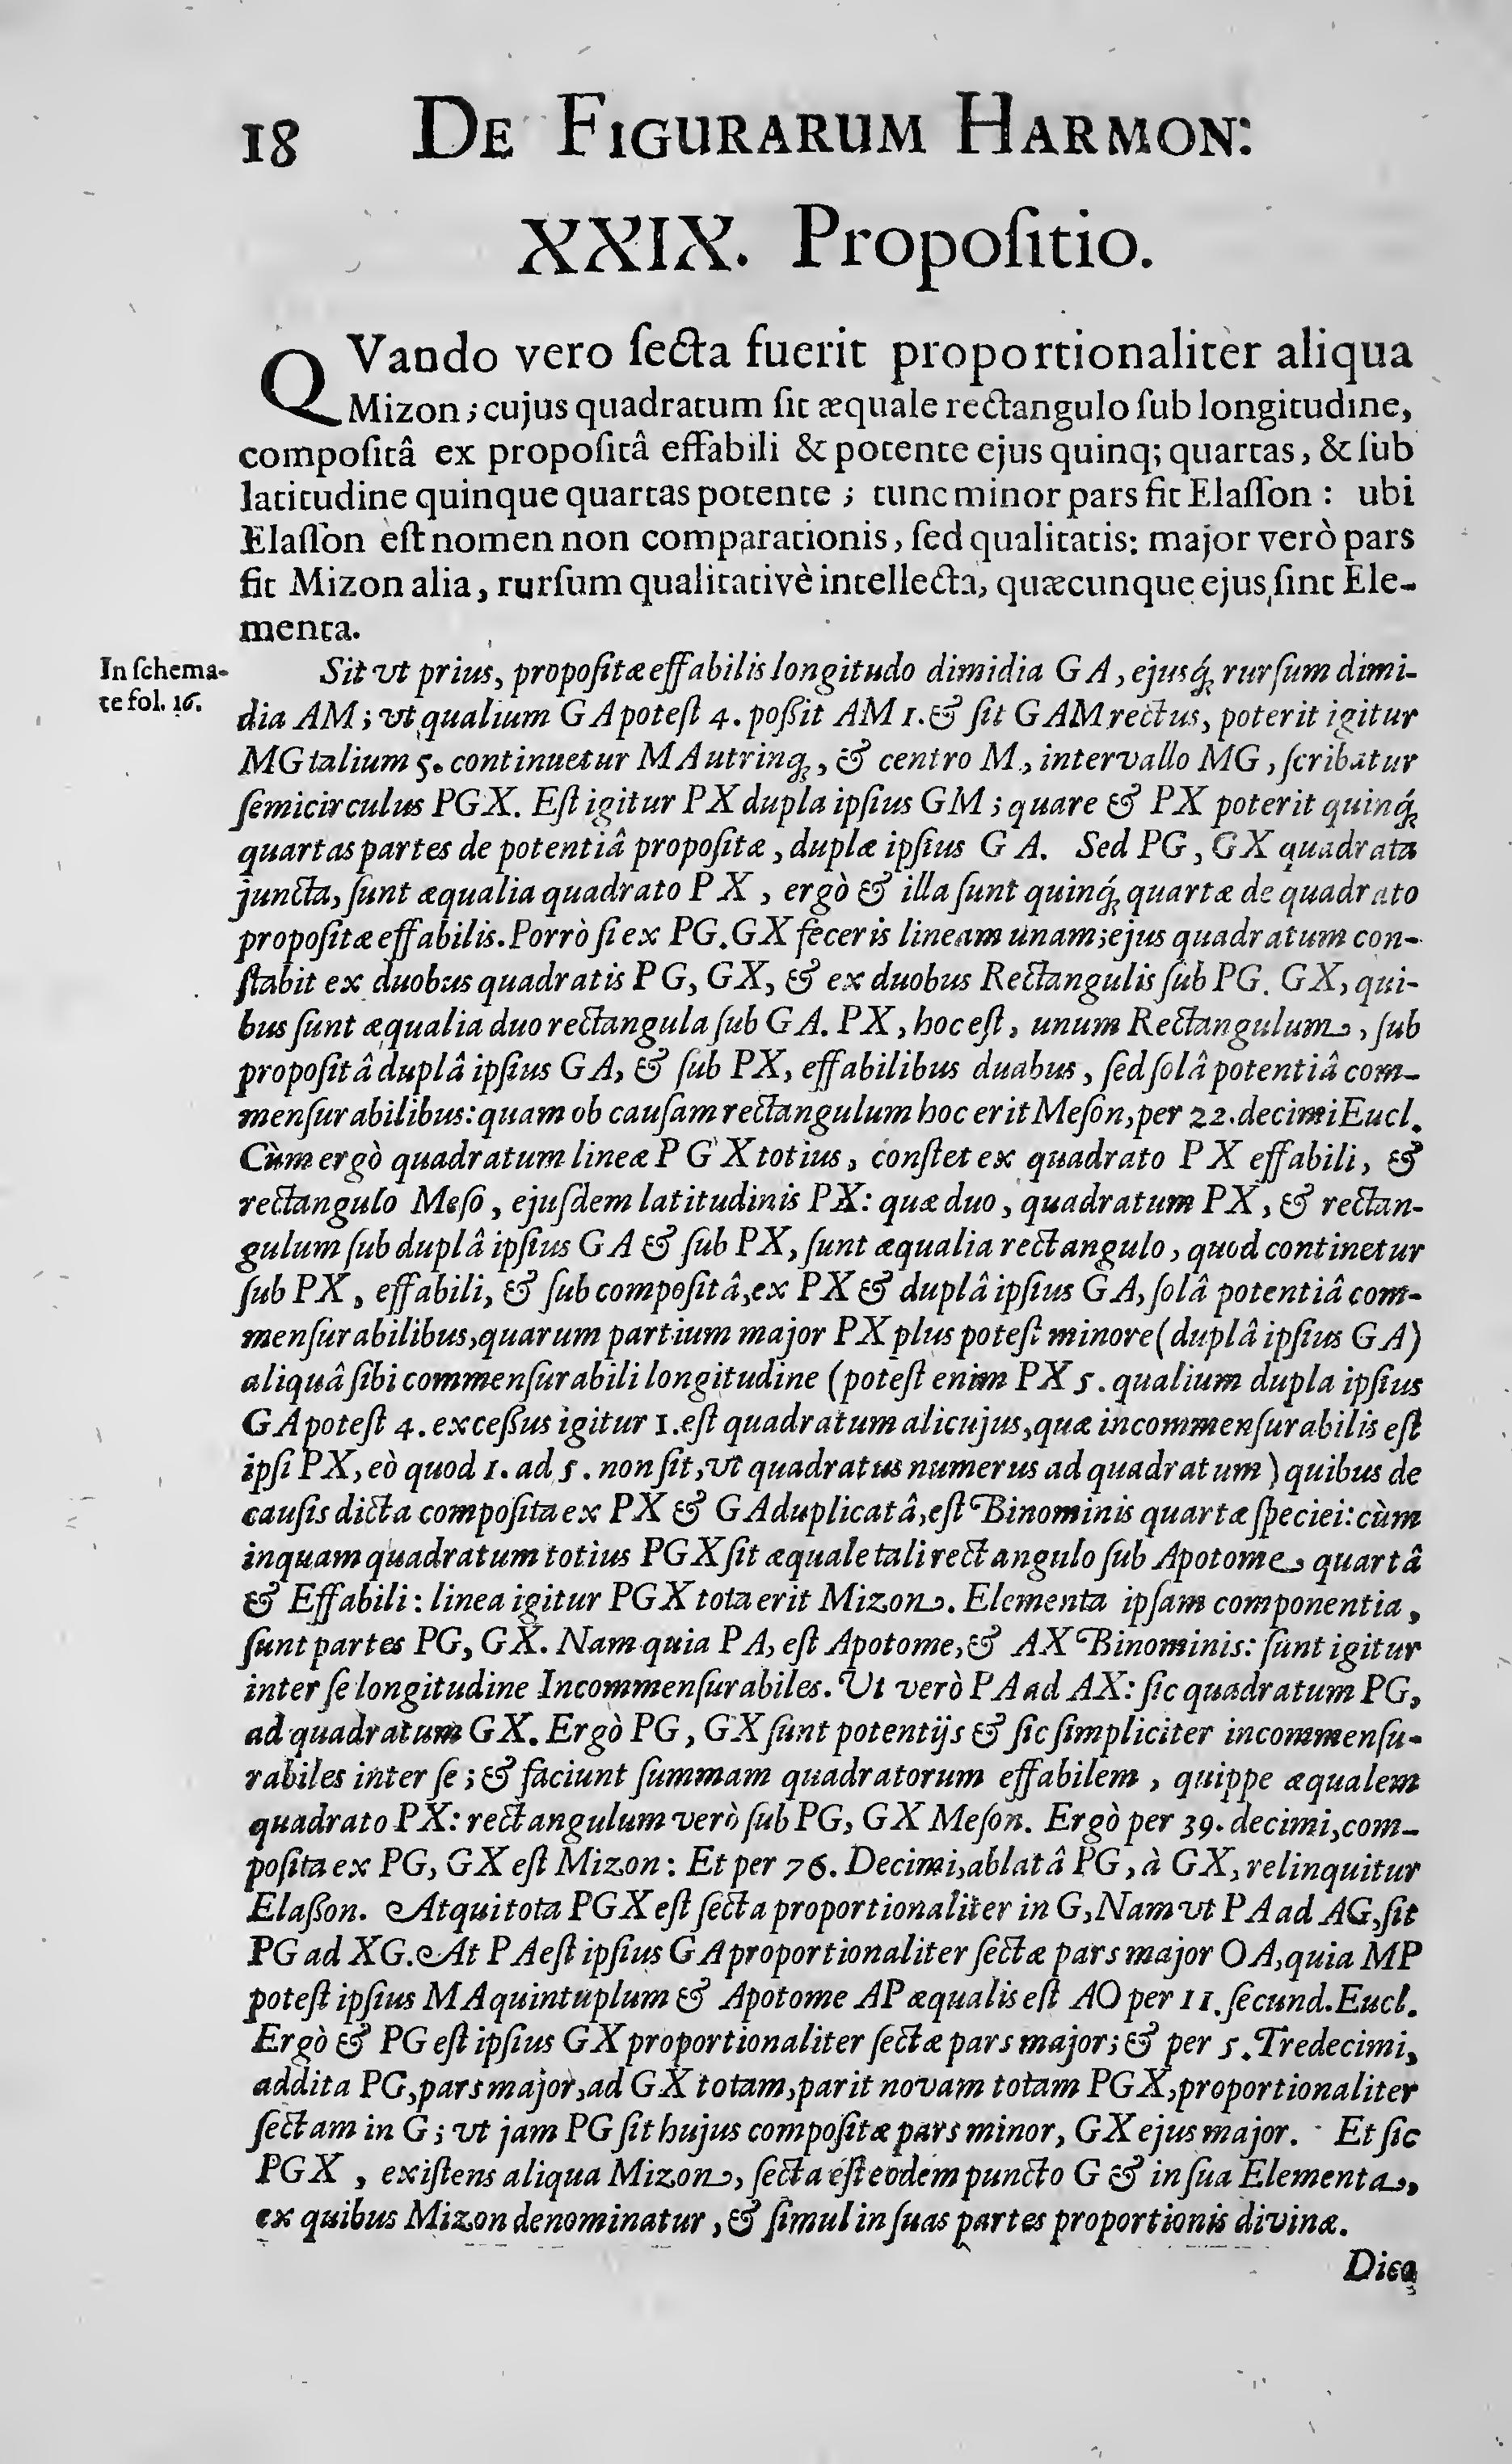 18 DE FIGURARUM HARMON:
XXIX. Propoſitio.
QVando vero ſecta fuerit proportionalitèr aliqua
Mizon; cujus quadratum ſit æquale rectangulo ſub longitudine,
compoſitâ ex propoſitâ effabili & potente ejus quinq; quartas, & ſub
latitudine quinque quartas potente; tunc minor pars fit Elaſſon: ubi
Elaſſon èſt nomen non comparationis, ſed qualitatis: major verò pars
fit Mizon alia, rurſum qualitativè intellecta, quæcunque ejus ſint Ele-
menta.
In ſchema-
te fol. 16.
Sit vt prius, propoſitæ effabilis longitudo dimidia GA, ejusq́; rurſum dimi-
dia AM; vt qualium GA poteſt 4. poßit AM 1. & ſit GAM rectus, poterit igitur
MG talium 5. continuetur MA utrinq;, & centro M, intervallo MG, ſcribatur
ſemicirculus PGX. Eſt igitur PX dupla ipſius GM; quare & PX poterit quinq́;
quartas partes de potentiâ propoſitæ, duplæ ipſius GA. Sed PG, GX quadrata
juncta, ſunt æqualia quadrato PX, ergò & illa ſunt quinq́; quartæ de quadrato
propoſitæ effabilis. Porrò ſi ex PG. GX feceris lineam unam; ejus quadratum con-
ſtabit ex duobus quadratis PG, GX, & ex duobus Rectangulis ſub PG. GX, qui-
bus ſunt æqualia duo rectangula ſub GA. PX, hoc eſt, unum Rectangulum, ſub
propoſitâ duplâ ipſius GA, & ſub PX, effabilibus duabus, ſed ſolâ potentiâ com-
menſurabilibus: quam ob cauſam rectangulum hoc erit Meſon, per 22. decimi Eucl.
Cùm ergò quadratum lineæ PGX totius, conſtet ex quadrato PX effabili, &
rectangulo Meſo, ejuſdem latitudinis PX: quæ duo, quadratum PX, & rectan-
gulum ſub duplâ ipſius GA & ſub PX, ſunt æqualia rectangulo, quod continetur
ſub PX, effabili, & ſub compoſitâ, ex PX & duplâ ipſius GA, ſolâ potentiâ com-
menſurabilibus, quarum partium major PX plus poteſt minore (duplâ ipſius GA)
aliquâ ſibi commenſurabili longitudine (poteſt enim PX 5. qualium dupla ipſius
GA poteſt 4. exceſſus igitur 1. eſt quadratum alicujus, quæ incommenſurabilis eſt
ipſi PX, eò quod 1. ad 5. non ſit, vt quadratus numerus ad quadratum) quibus de
cauſis dicta compoſita ex PX & GA duplicatâ, eſt Binominis quartæ ſpeciei: cùm
inquam quadratum totius PGX ſit æquale tali rectangulo ſub Apotome quartâ
& Effabili: linea igitur PGX tota erit Mizon. Elementa ipſam componentia,
ſunt partes PG, GX. Nam quia PA, eſt Apotome, & AX Binominis: ſunt igitur
inter ſe longitudine Incommenſurabiles. Ut verò PA ad AX: ſic quadratum PG,
ad quadratum GX. Ergò PG, GX ſunt potentijs & ſic ſimpliciter incommenſu-
rabiles inter ſe; & faciunt ſummam quadratorum effabilem, quippe æqualem
quadrato PX: rectangulum verò ſub PG, GX Meſon. Ergò per 39. decimi, com-
poſita ex PG, GX eſt Mizon: Et per 76. Decimi, ablatâ PG, à GX, relinquitur
Elaßon. Atqui tota PGX eſt ſecta proportionaliter in G, Nam vt PA ad AG, ſit
PG ad XG. At PA eſt ipſius GA proportionaliter ſectæ pars major OA, quia MP
poteſt ipſius MA quintuplum & Apotome AP æqualis eſt AO per 11. ſecund. Eucl.
Ergò & PG eſt ipſius GX proportionaliter ſectæ pars major; & per 5. Tredecimi,
addita PG, pars major, ad GX totam, parit novam totam PGX, proportionaliter
ſectam in G; vt jam PG ſit hujus compoſitæ pars minor, GX ejus major. Et ſic
PGX, exiſtens aliqua Mizon, ſecta éſt eodem puncto G & in ſua Elementa,
ex quibus Mizon denominatur, & ſimul in ſuas partes proportionis divinæ.
Dico